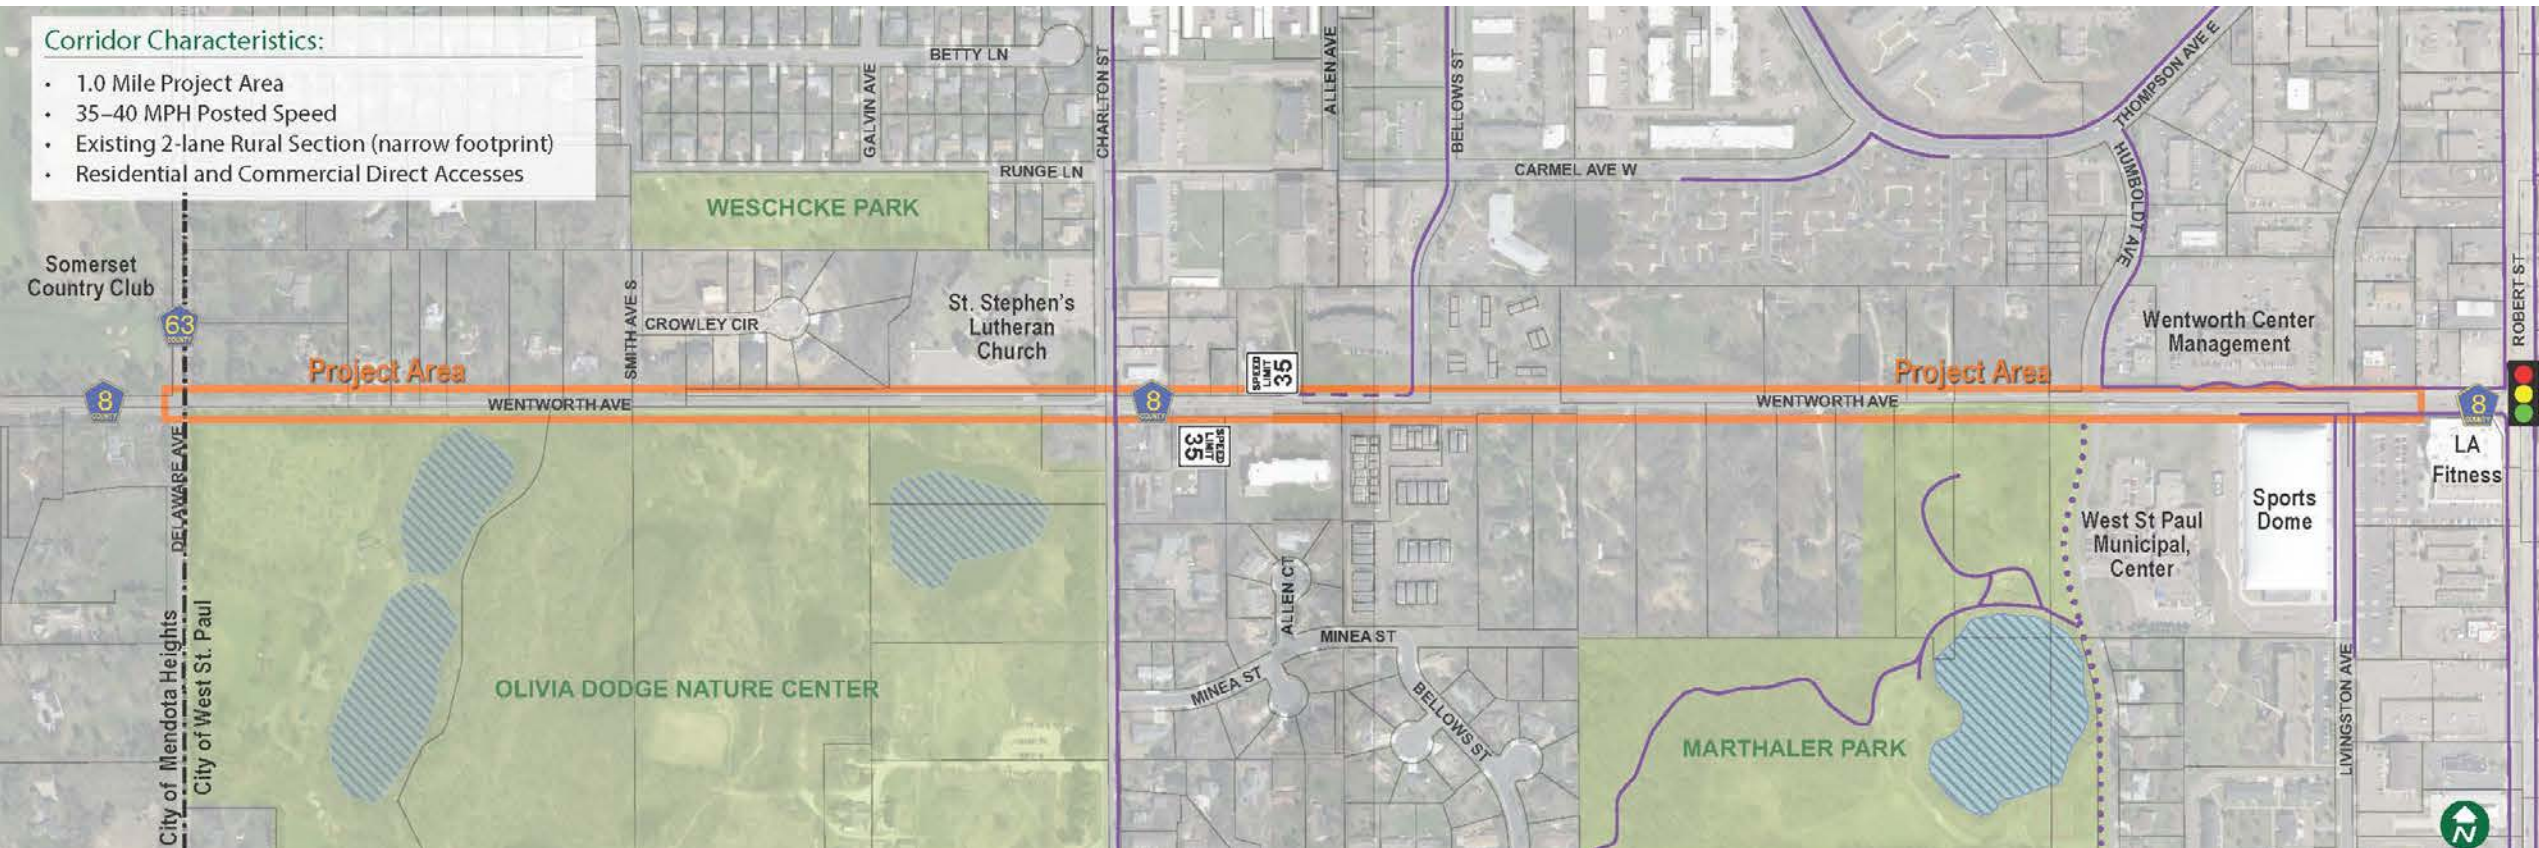 Corridor Characteristics:
• 1.0 Mile Project Area
• 35–40 MPH Posted Speed
• Existing 2-lane Rural Section (narrow footprint)
• Residential and Commercial Direct Accesses
BETTY LN
GALVIN AVE
CHARLTON ST
RUNGE LN
WESCHCKE PARK
ALLEN AVE
BELLOWS ST
CARMEL AVE W
THOMPSON AVE E
HUMBOLDT AVE
ROBERT ST
Somerset
Country Club
63
COUNTY
SMITH AVE S
CROWLEY CIR
St. Stephen's
Lutheran
Church
Wentworth Center
Management
Project Area
SPEED
LIMIT
35
Project Area
8
COUNTY
WENTWORTH AVE
8
COUNTY
WENTWORTH AVE
8
COUNTY
SPEED
LIMIT
35
LA
Fitness
DELAWARE AVE
Sports
Dome
West St Paul
Municipal,
Center
City of Mendota Heights
City of West St. Paul
ALLEN CT
MINEA ST
MINEA ST
BELLOWS ST
OLIVIA DODGE NATURE CENTER
MARTHALER PARK
LIVINGSTON AVE
N